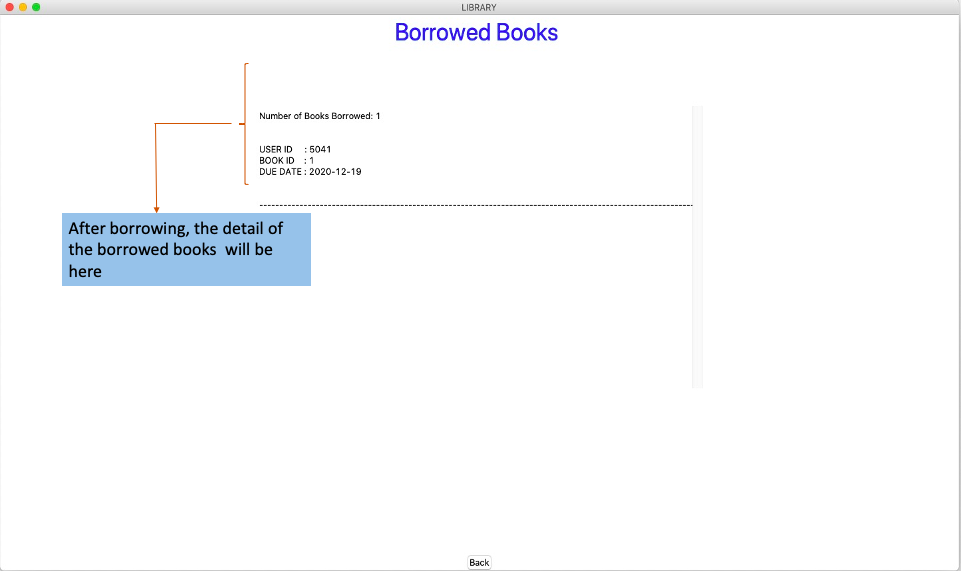 LIBRARY
Borrowed Books
Number of Books Borrowed: 1
USER ID : 5041
BOOK ID : 1
DUE DATE : 2020-12-19
After borrowing, the detail of
the borrowed books will be
here
Back